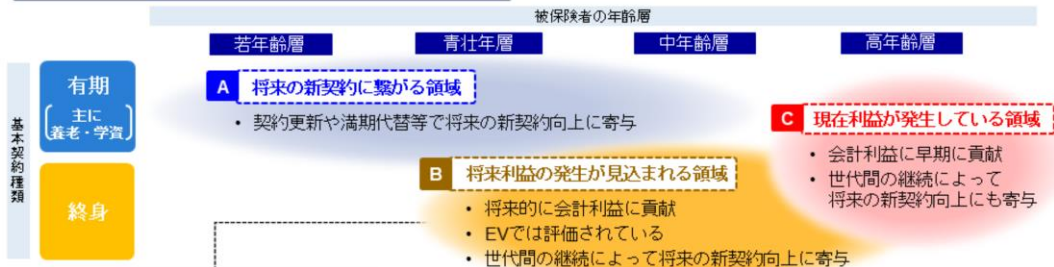 被保険者の年齢層
若年齢層
青壮年層
中年齢層
高年齢層
基本契約種類
有期
主に
養老・学資
終身
A 将来の新契約に繋がる領域
• 契約更新や満期代替等で将来の新契約向上に寄与
B 将来利益の発生が見込まれる領域
• 将来的に会計利益に貢献
• EVでは評価されている
• 世代間の継続によって将来の新契約向上に寄与
C 現在利益が発生している領域
• 会計利益に早期に貢献
• 世代間の継続によって
将来の新契約向上にも寄与